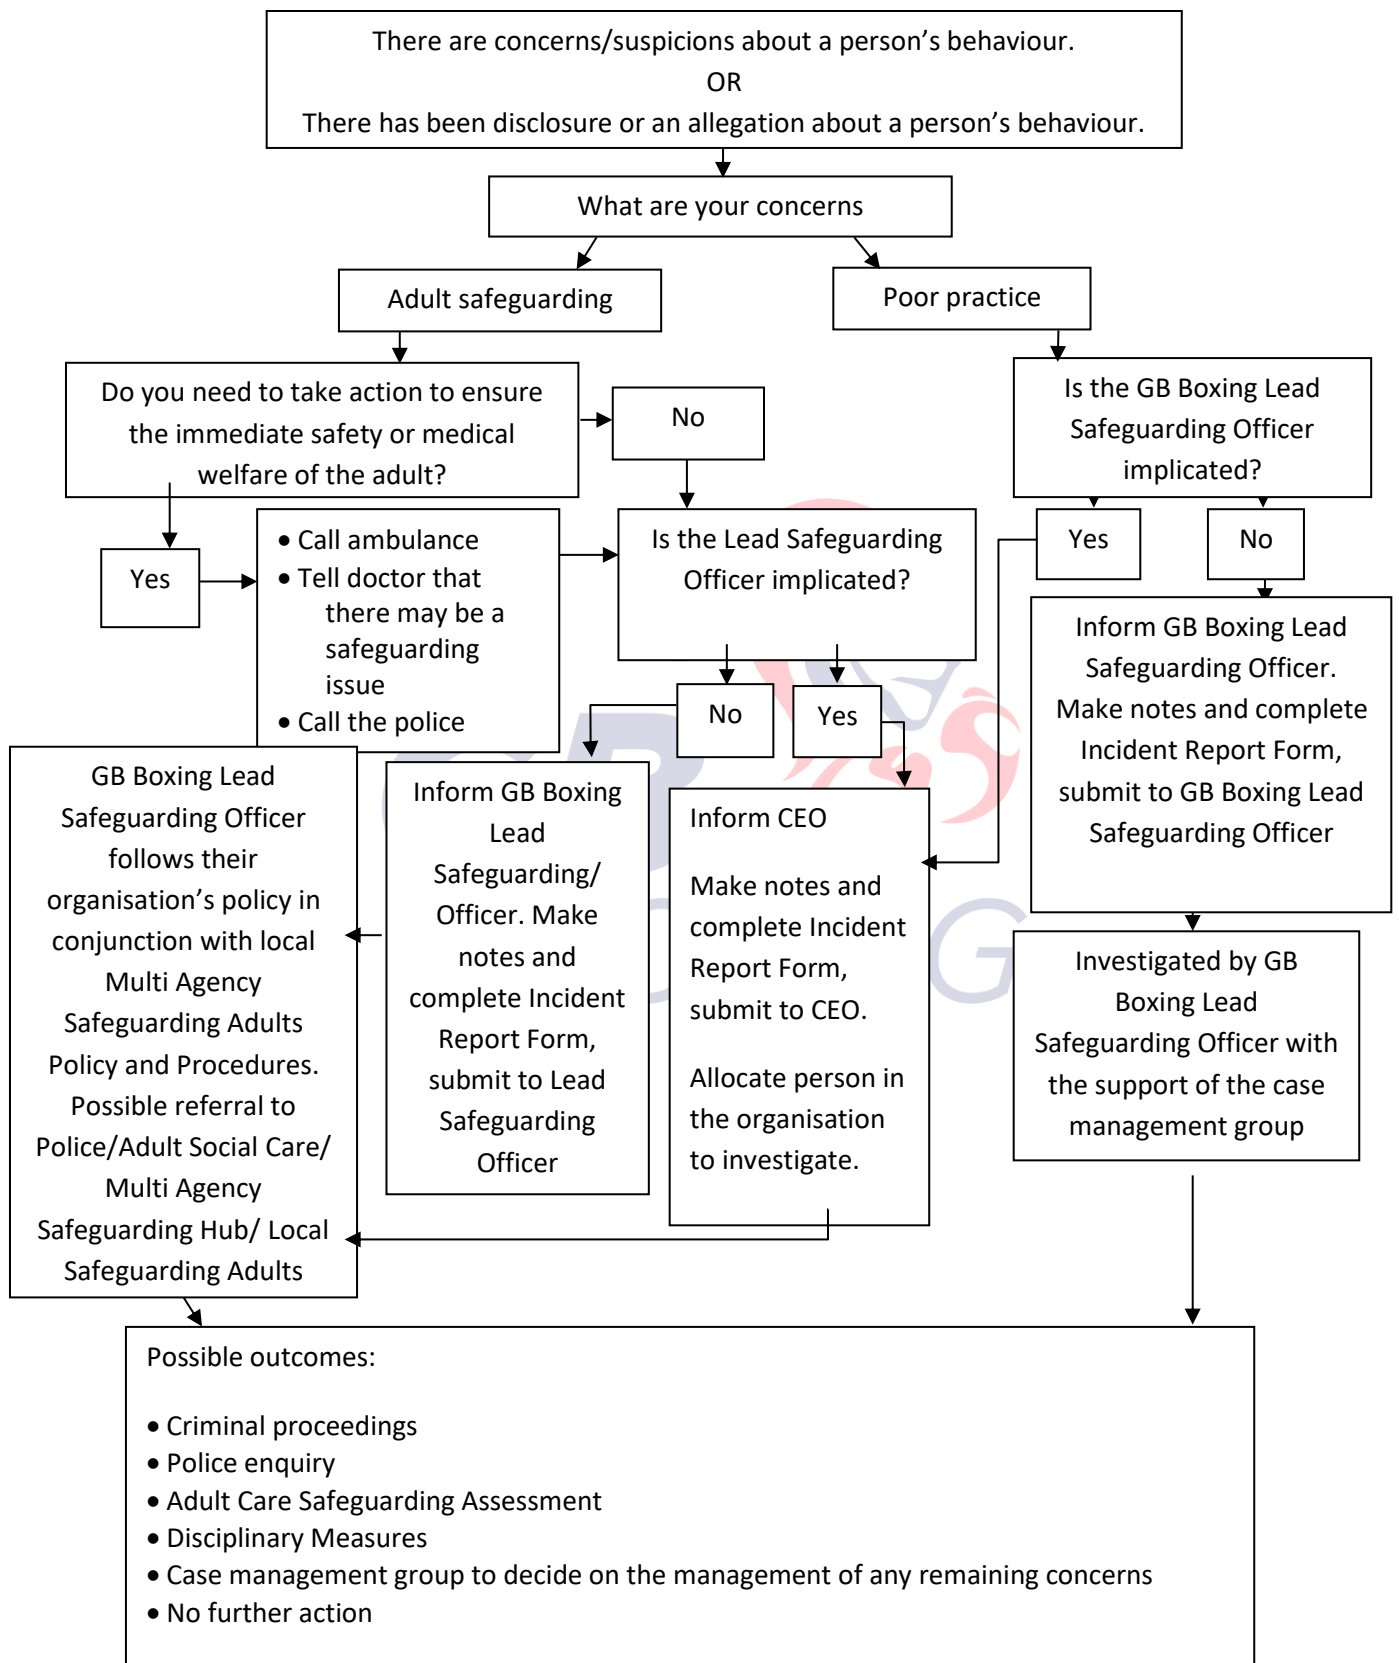 There are concerns/suspicions about a person’s behaviour.
OR
There has been disclosure or an allegation about a person’s behaviour.
What are your concerns
Adult safeguarding
Poor practice
Do you need to take action to ensure
the immediate safety or medical
welfare of the adult?
No
Is the GB Boxing Lead
Safeguarding Officer
implicated?
Yes
• Call ambulance
• Tell doctor that
there may be a
safeguarding
issue
• Call the police
Is the Lead Safeguarding
Officer implicated?
Yes
No
No
Yes
Inform GB Boxing Lead
Safeguarding Officer.
Make notes and complete
Incident Report Form,
submit to GB Boxing Lead
Safeguarding Officer
GB Boxing Lead
Safeguarding Officer
follows their
organisation’s policy in
conjunction with local
Multi Agency
Safeguarding Adults
Policy and Procedures.
Possible referral to
Police/Adult Social Care/
Multi Agency
Safeguarding Hub/ Local
Safeguarding Adults
Inform GB Boxing
Lead
Safeguarding/
Officer. Make
notes and
complete Incident
Report Form,
submit to Lead
Safeguarding
Officer
Inform CEO
Make notes and
complete Incident
Report Form,
submit to CEO.
Allocate person in
the organisation
to investigate.
Investigated by GB
Boxing Lead
Safeguarding Officer with
the support of the case
management group
Possible outcomes:
• Criminal proceedings
• Police enquiry
• Adult Care Safeguarding Assessment
• Disciplinary Measures
• Case management group to decide on the management of any remaining concerns
• No further action